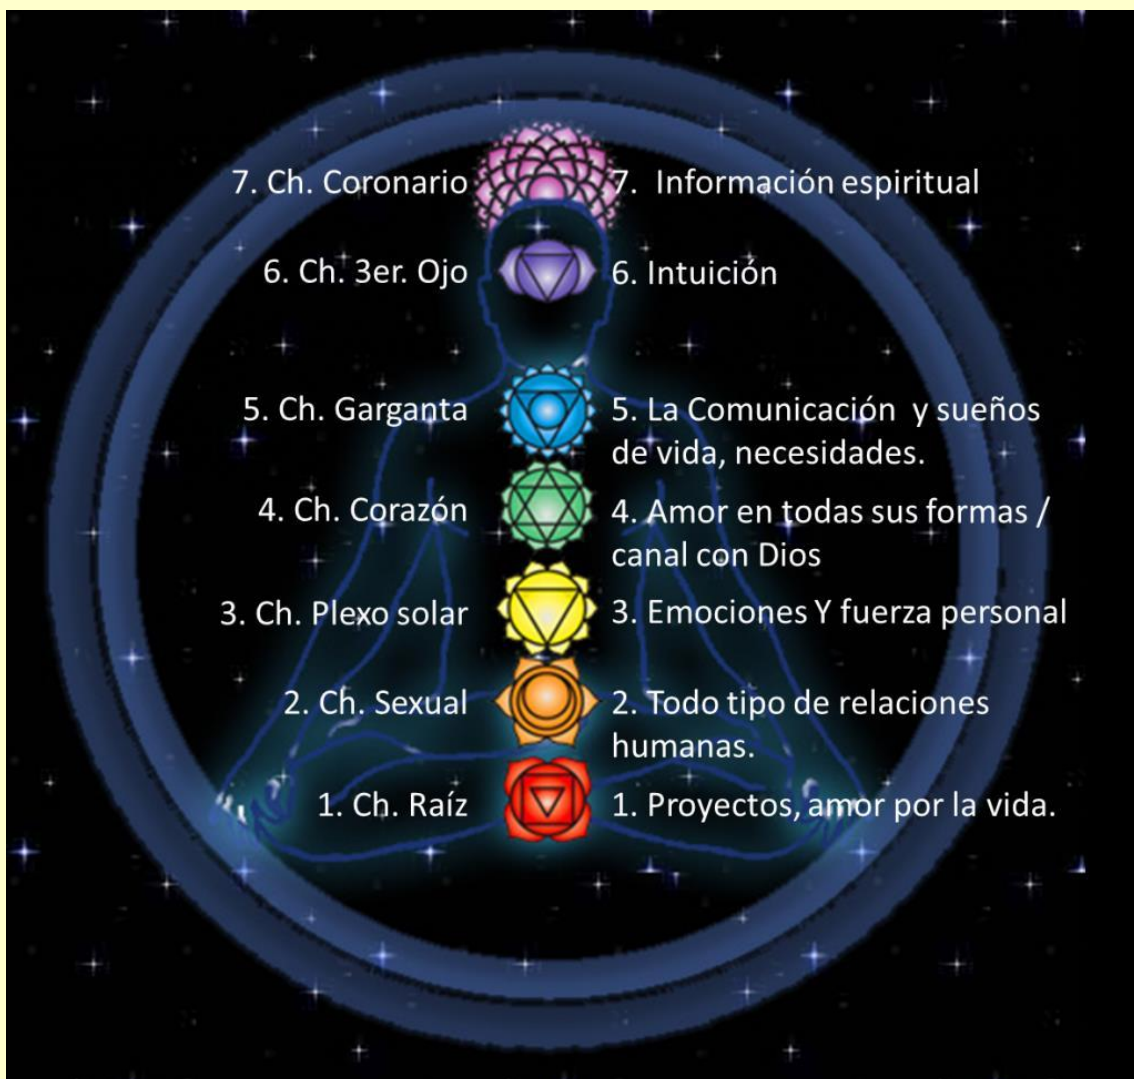 7. Ch. Coronario
7. Información espiritual
6. Ch. 3er. Ojo
6. Intuición
5. Ch. Garganta
5. La Comunicación y sueños
de vida, necesidades.
4. Ch. Corazón
4. Amor en todas sus formas /
canal con Dios
3. Ch. Plexo solar
3. Emociones Y fuerza personal
2. Ch. Sexual
2. Todo tipo de relaciones
humanas.
1. Ch. Raíz
1. Proyectos, amor por la vida.